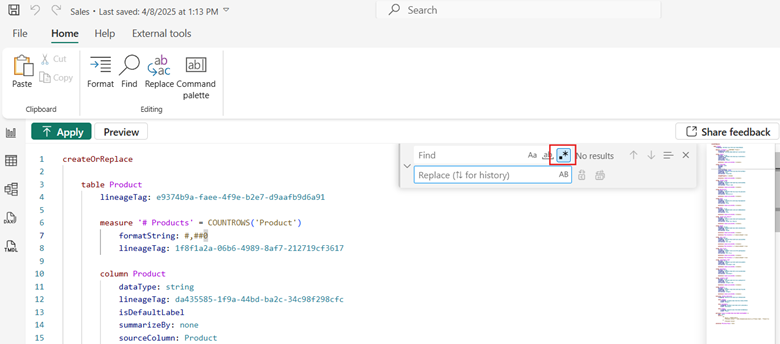 Sales • Last saved: 4/8/2025 at 1:13 PM
Search
File Home Help External tools
Paste
Cut
Copy
Format
Find
Replace
Command palette
Clipboard
Editing
Apply
Preview
Share feedback
Find
Aa
ab
.*
No results
Replace (⇅ for history)
AB
DAX
TMDL
1 createOrReplace
2
3 table Product
4 lineageTag: e9374b9a-faee-4f9e-b2e7-d9aafb9d6a91
5
6 measure '# Products' = COUNTROWS('Product')
7 formatString: #,##0
8 lineageTag: 1f8f1a2a-06b6-4989-8af7-212719cf3617
9
10 column Product
11 dataType: string
12 lineageTag: da435585-1f9a-44bd-ba2c-34c98f298cfc
13 isDefaultLabel
14 summarizeBy: none
15 sourceColumn: Product